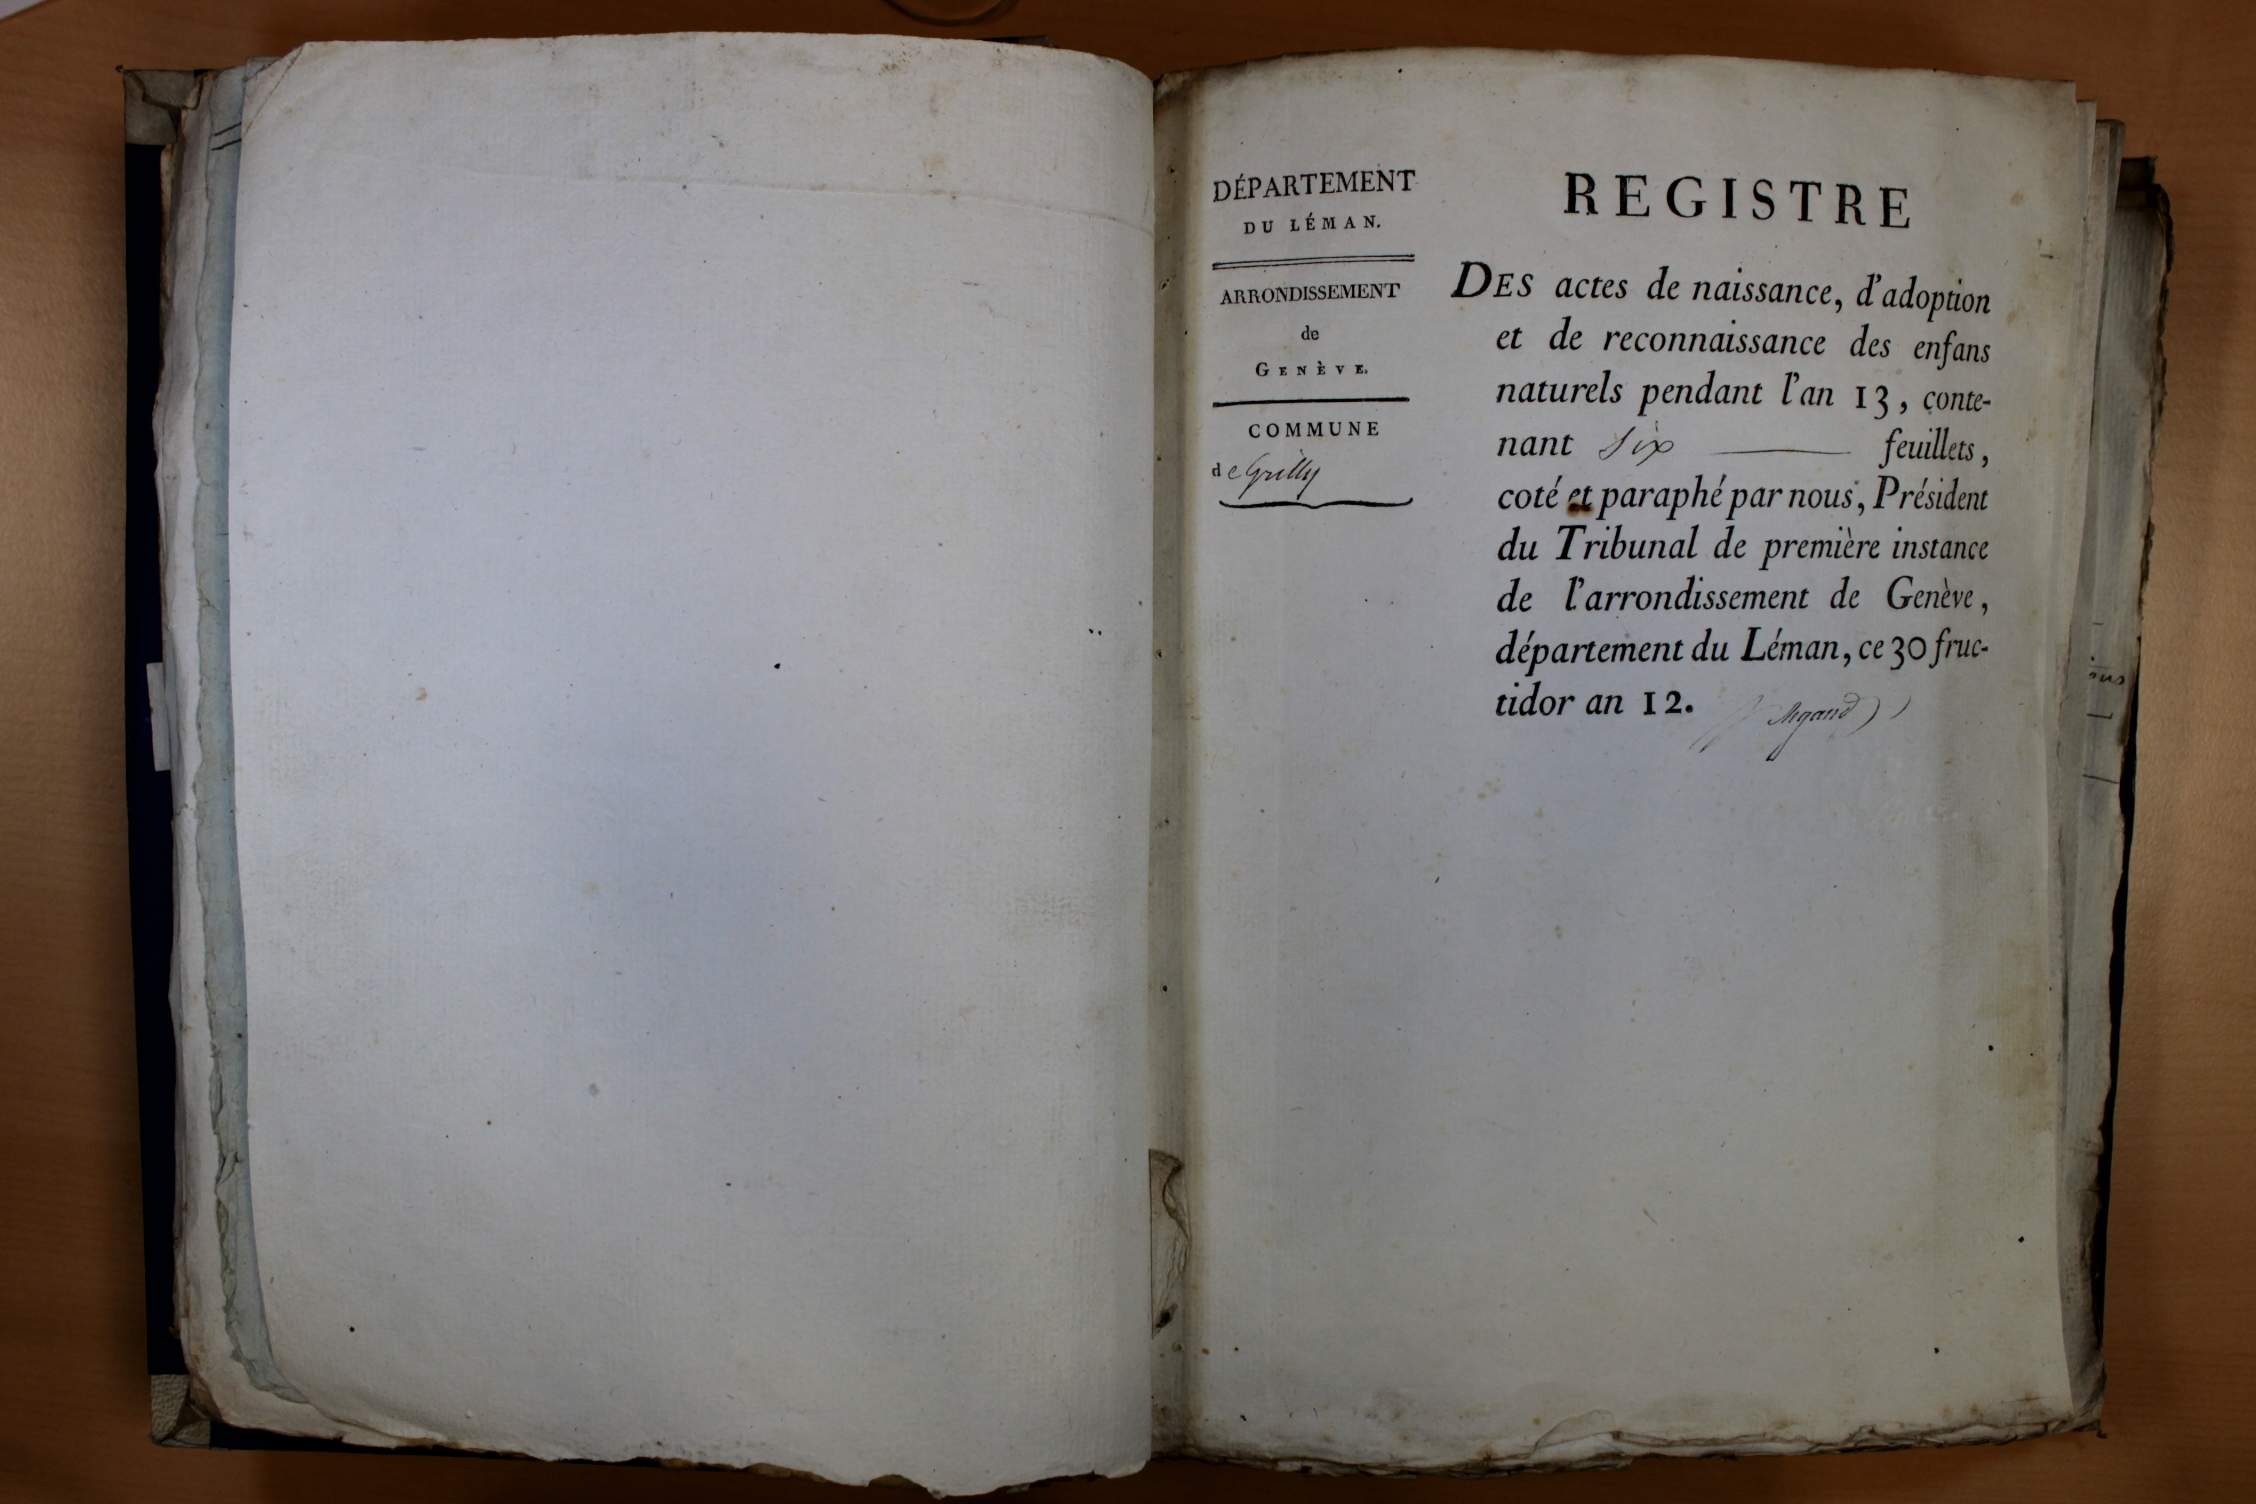 DÉPARTEMENT
DU LÉMAN.
ARRONDISSEMENT
de
GENÈVE.
COMMUNE
de Grilly
REGISTRE
DES actes de naissance, d'adoption
et de reconnaissance des enfans
naturels pendant l'an 13, conte-
nant six feuillets,
coté et paraphé par nous, Président
du Tribunal de première instance
de l'arrondissement de Genève,
département du Léman, ce 30 fruc-
tidor an 12.
Argand